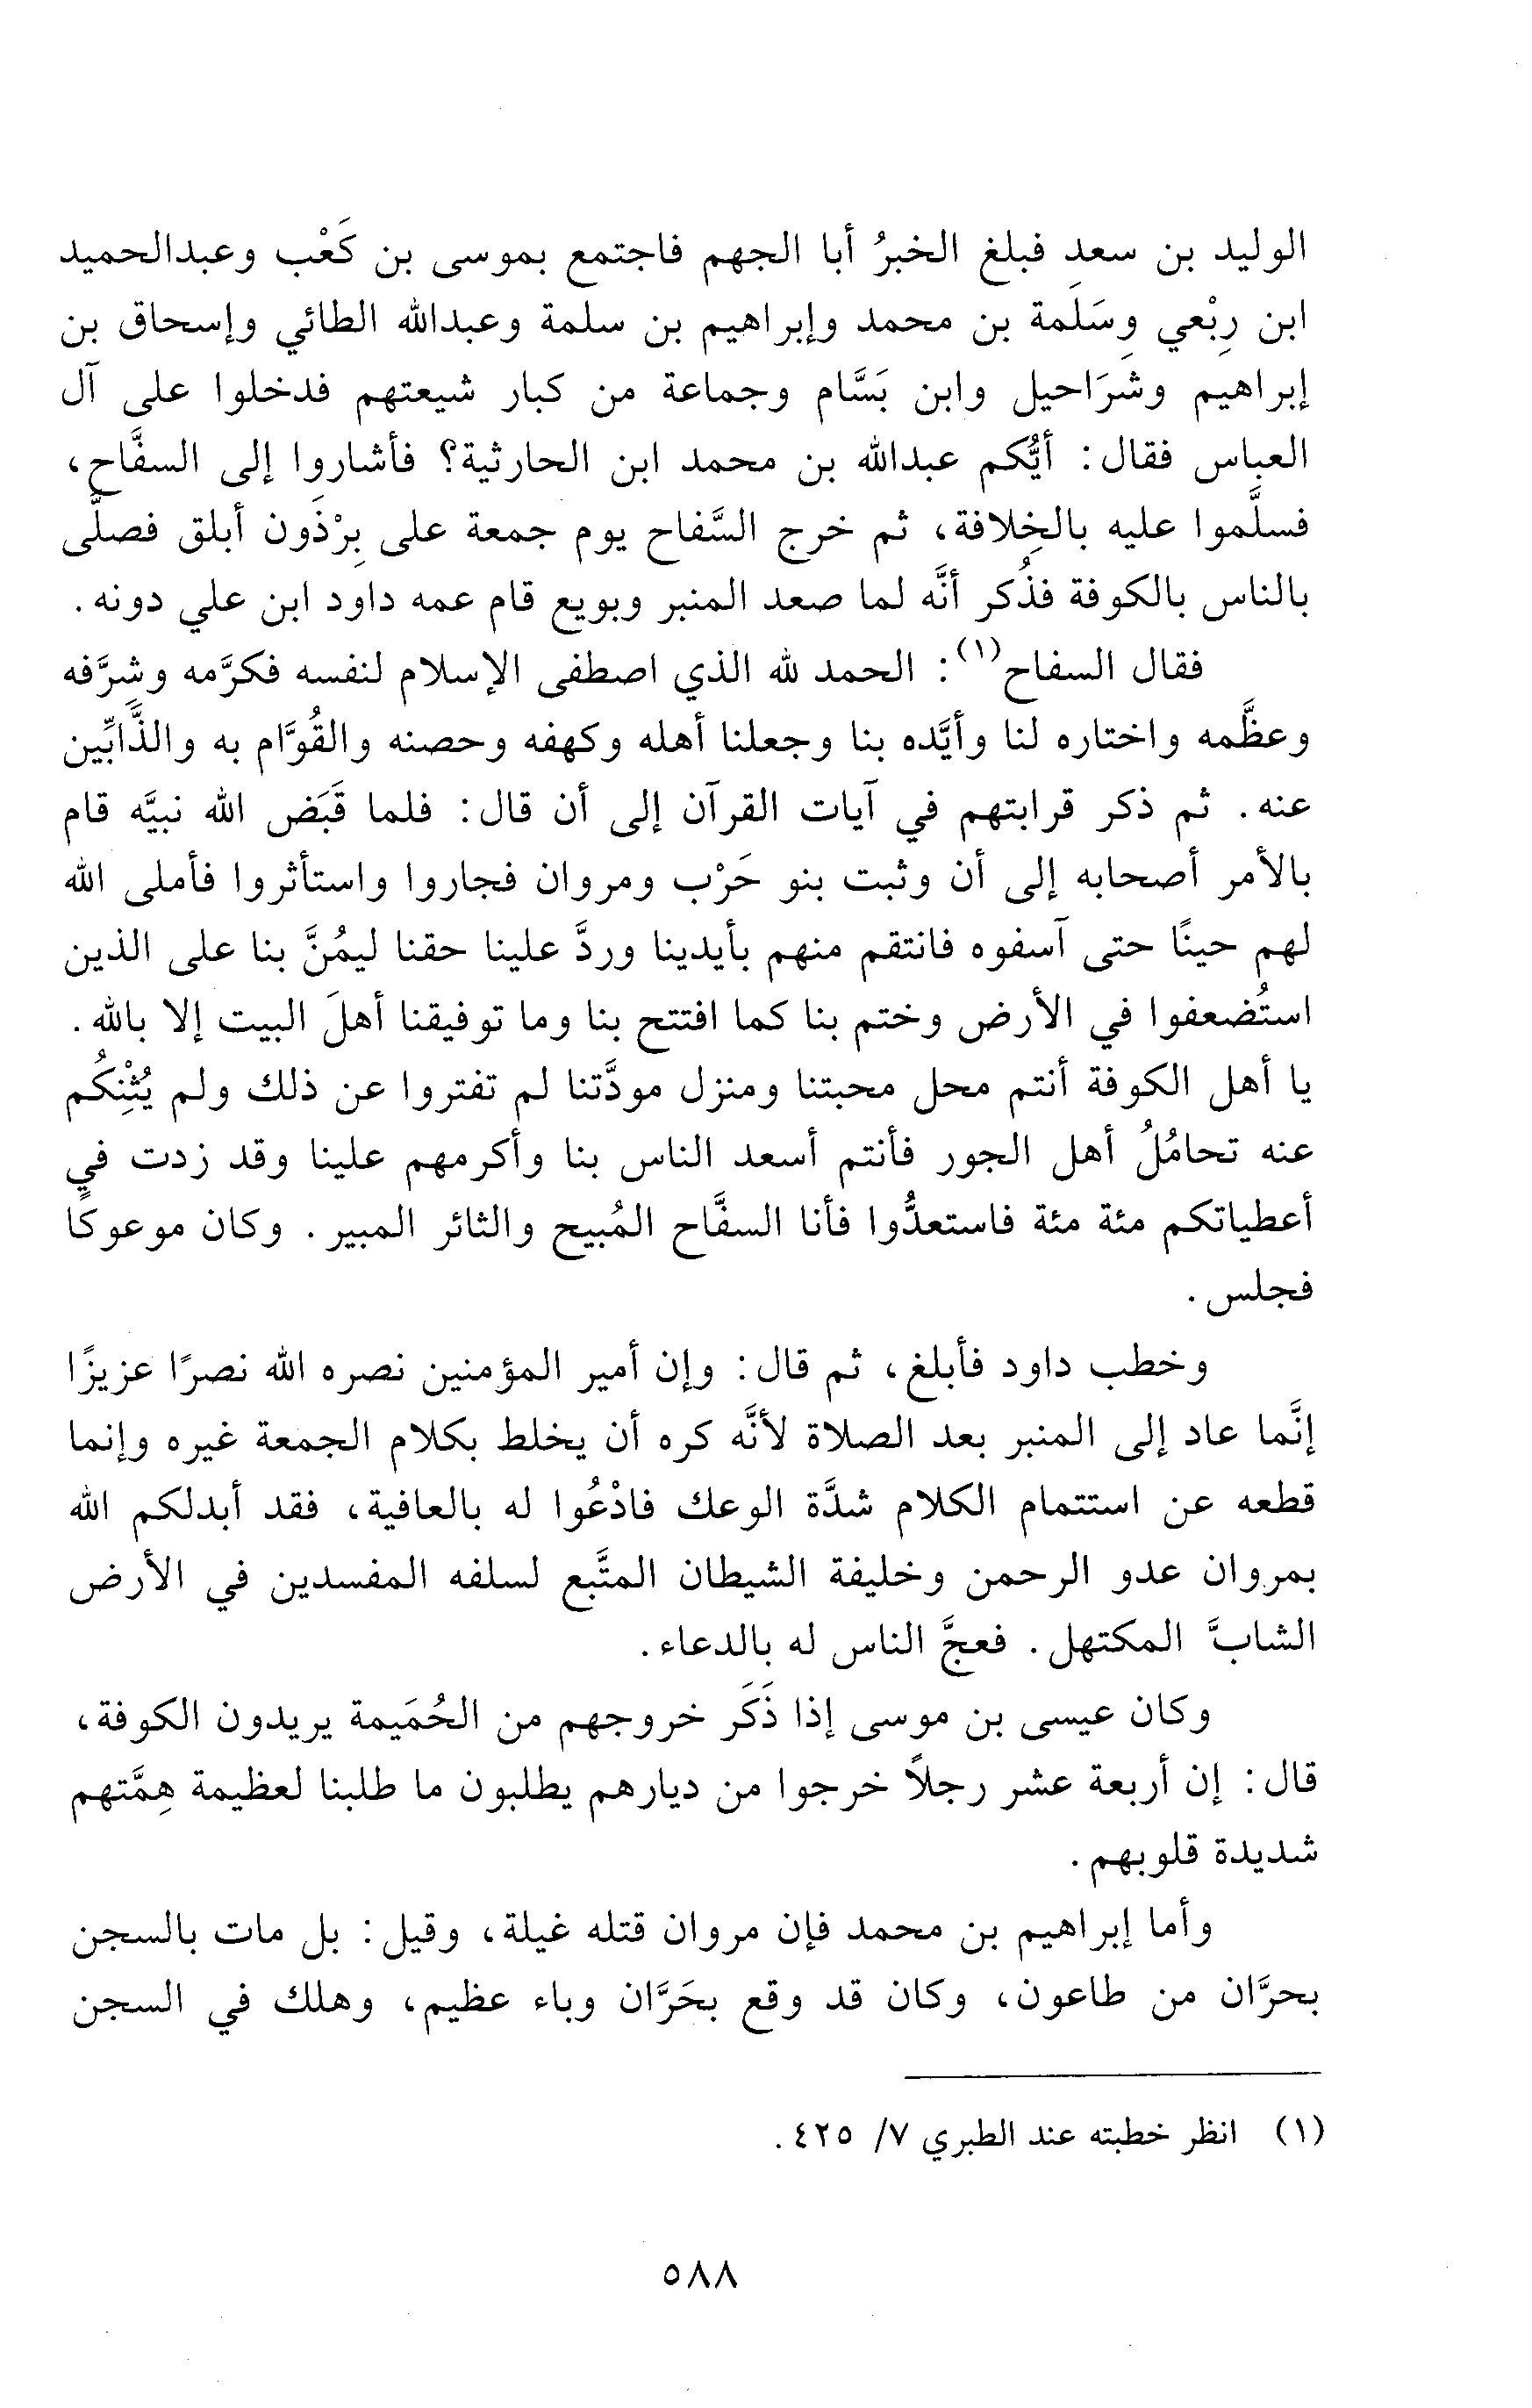 الوليد بن سعدٍ فبلغ الخبرُ أبا الجهم فاجتمع بموسى بن كَعْب وعبدالحميد
ابن رِبْعي وسَلَمة بن محمد وإبراهيم بن سلمة وعبدالله الطائي وإسحاق بن
إبراهيم وشَرَاحيل وابن بَسَّام وجماعة من كبار شيعتهم فدخلوا على آل
العباس فقال: أيُّكم عبدالله بن محمد ابن الحارثية؟ فأشاروا إلى السفَّاح،
فسلَّموا عليه بالخِلافة، ثم خرج السَّفاح يوم جمعة على بِرْذَون أبلق فصلَّى
بالناس بالكوفة فذُكر أنَّه لما صعد المنبر وبويع قام عمه داود ابن علي دونه.
فقال السفاح(١): الحمد لله الذي اصطفى الإسلام لنفسه فكرَّمه وشرَّفه
وعظَّمه واختاره لنا وأيَّده بنا وجعلنا أهله وكهفه وحصنه والقُوَّام به والذَّابِّين
عنه. ثم ذكر قرابتهم في آيات القرآن إلى أن قال: فلما قَبَض الله نبيَّه قام
بالأمر أصحابه إلى أن وثبت بنو حَرْب ومروان فجاروا واستأثروا فأملى الله
لهم حينًا حتى آسفوه فانتقم منهم بأيدينا وردَّ علينا حقنا ليمُنَّ بنا على الذين
استُضعفوا في الأرض وختم بنا كما افتتح بنا وما توفيقنا أهلَ البيت إلا بالله.
يا أهل الكوفة أنتم محل محبتنا ومنزل مودَّتنا لم تفتروا عن ذلك ولم يُثْنِكُم
عنه تحامُلُ أهل الجور فأنتم أسعد الناس بنا وأكرمهم علينا وقد زدت في
أعطياتكم مئة مئة فاستعدُّوا فأنا السفَّاح المُبيح والثائر المبير. وكان موعوكًا
فجلس.
وخطب داود فأبلغ، ثم قال: وإن أمير المؤمنين نصره الله نصرًا عزيزًا
إنَّما عاد إلى المنبر بعد الصلاة لأنَّه كره أن يخلط بكلام الجمعة غيره وإنما
قطعه عن استتمام الكلام شدَّة الوعك فادْعُوا له بالعافية، فقد أبدلكم الله
بمروان عدو الرحمن وخليفة الشيطان المتَّبع لسلفه المفسدين في الأرض
الشابَّ المكتهل. فعجَّ الناس له بالدعاء.
وكان عيسى بن موسى إذا ذَكَر خروجهم من الحُمَيمة يريدون الكوفة،
قال: إن أربعة عشر رجلاً خرجوا من ديارهم يطلبون ما طلبنا لعظيمة هِمَّتهم
شديدة قلوبهم.
وأما إبراهيم بن محمد فإن مروان قتله غيلة، وقيل: بل مات بالسجن
بحرَّان من طاعون، وكان قد وقع بحَرَّان وباء عظيم، وهلك في السجن
(١) انظر خطبته عند الطبري ٧/ ٤٢٥.
٥٨٨